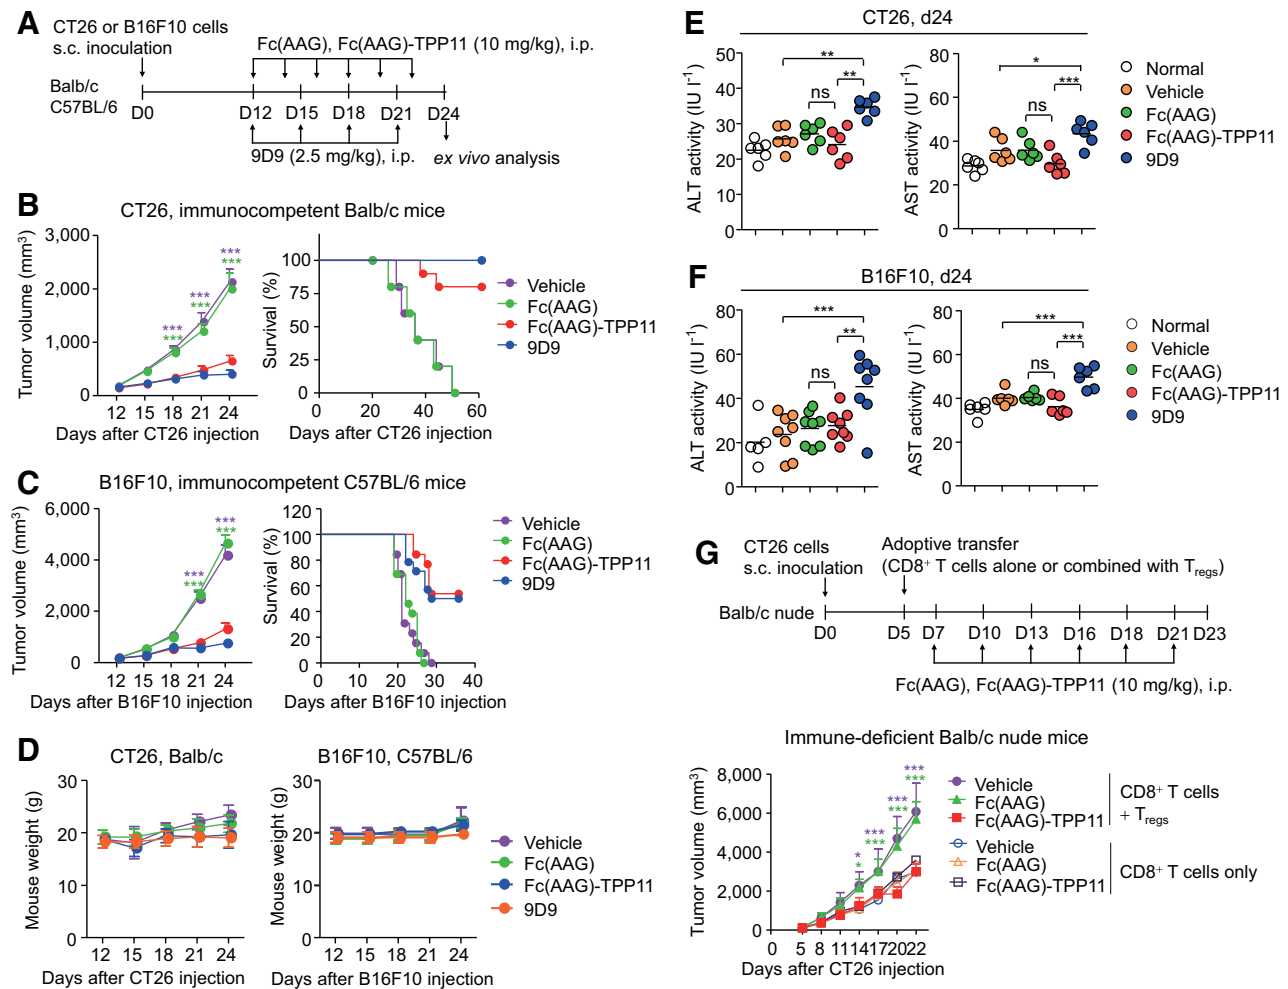 A
CT26 or B16F10 cells
s.c. inoculation
Fc(AAG), Fc(AAG)-TPP11 (10 mg/kg), i.p.
Balb/c
C57BL/6
D0
D12
D15
D18
D21
D24
9D9 (2.5 mg/kg), i.p.
ex vivo analysis
B
CT26, immunocompetent Balb/c mice
Tumor volume (mm³)
3,000
2,000
1,000
0
***
***
***
***
***
***
12 15 18 21 24
Days after CT26 injection
Survival (%)
100
75
50
25
0
0 20 40 60
Days after CT26 injection
Vehicle
Fc(AAG)
Fc(AAG)-TPP11
9D9
C
B16F10, immunocompetent C57BL/6 mice
Tumor volume (mm³)
6,000
4,000
2,000
0
***
***
***
***
12 15 18 21 24
Days after B16F10 injection
Survival (%)
120
100
80
60
40
20
0
0 10 20 30 40
Days after B16F10 injection
Vehicle
Fc(AAG)
Fc(AAG)-TPP11
9D9
D
CT26, Balb/c
Mouse weight (g)
30
20
10
0
12 15 18 21 24
Days after CT26 injection
B16F10, C57BL/6
Mouse weight (g)
30
20
10
0
12 15 18 21 24
Days after B16F10 injection
Vehicle
Fc(AAG)
Fc(AAG)-TPP11
9D9
E
CT26, d24
ALT activity (IU l⁻¹)
50
40
30
20
10
0
**
**
ns
AST activity (IU l⁻¹)
80
60
40
20
0
*
***
ns
Normal
Vehicle
Fc(AAG)
Fc(AAG)-TPP11
9D9
F
B16F10, d24
ALT activity (IU l⁻¹)
80
60
40
20
0
***
**
ns
AST activity (IU l⁻¹)
80
60
40
20
0
***
***
ns
Normal
Vehicle
Fc(AAG)
Fc(AAG)-TPP11
9D9
G
CT26 cells
s.c. inoculation
Adoptive transfer
(CD8⁺ T cells alone or combined with Tregs)
Balb/c nude
D0
D5
D7
D10
D13
D16
D18
D21
D23
Fc(AAG), Fc(AAG)-TPP11 (10 mg/kg), i.p.
Immune-deficient Balb/c nude mice
Tumor volume (mm³)
8,000
6,000
4,000
2,000
0
*
*
***
***
***
***
***
***
0 5 8 11 14 17 20 22
Days after CT26 injection
Vehicle
Fc(AAG)
Fc(AAG)-TPP11
CD8⁺ T cells
+ Tregs
Vehicle
Fc(AAG)
Fc(AAG)-TPP11
CD8⁺ T cells only